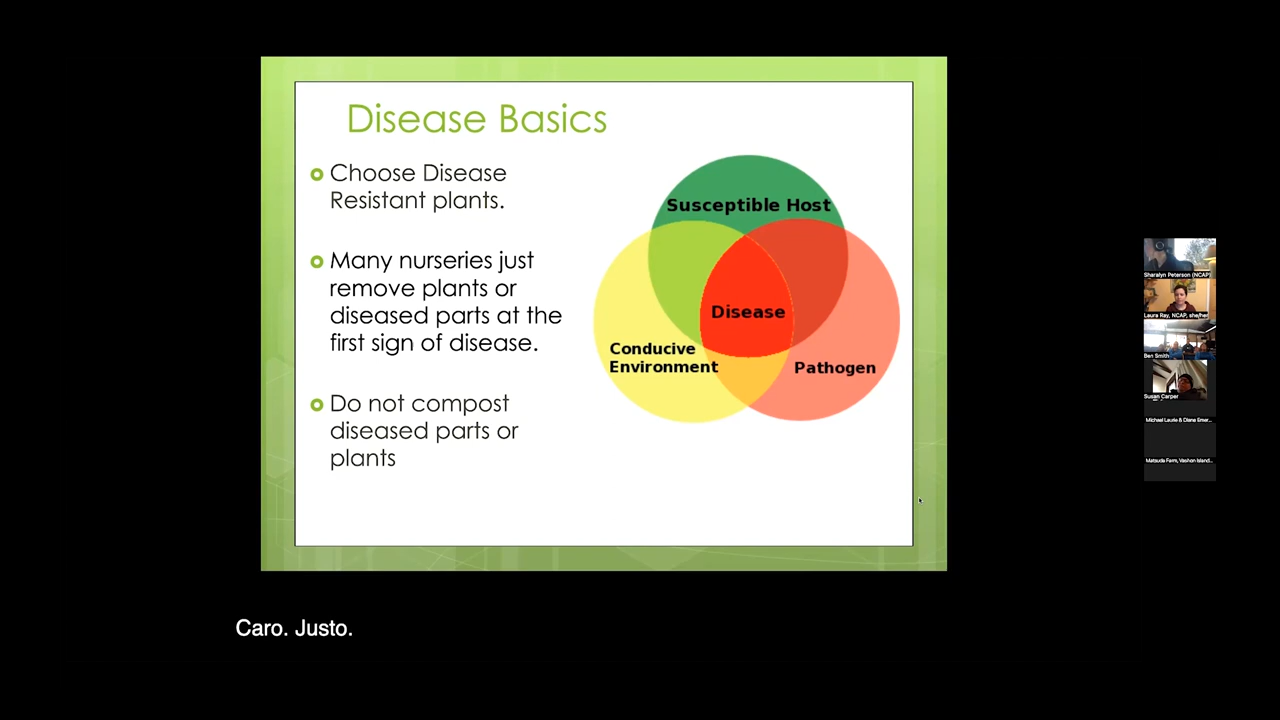 Disease Basics
Choose Disease
Resistant plants.
Many nurseries just
remove plants or
diseased parts at the
first sign of disease.
Do not compost
diseased parts or
plants
Susceptible Host
Disease
Conducive
Environment
Pathogen
Sharalyn Peterson (NCAP)
Laura Ray, NCAP, she/her
Ben Smith
Susan Carper
Michael Laurie & Diane Emer...
Matsuda Farm, Vashon Island...
Caro. Justo.